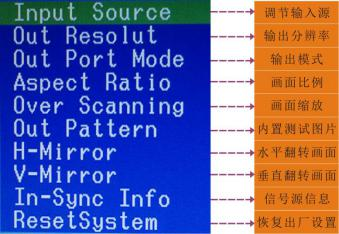 Input Source 调节输入源
Out Resolut 输出分辨率
Out Port Mode 输出模式
Aspect Ratio 画面比例
Over Scanning 画面缩放
Out Pattern 内置测试图片
H-Mirror 水平翻转画面
V-Mirror 垂直翻转画面
In-Sync Info 信号源信息
ResetSystem 恢复出厂设置